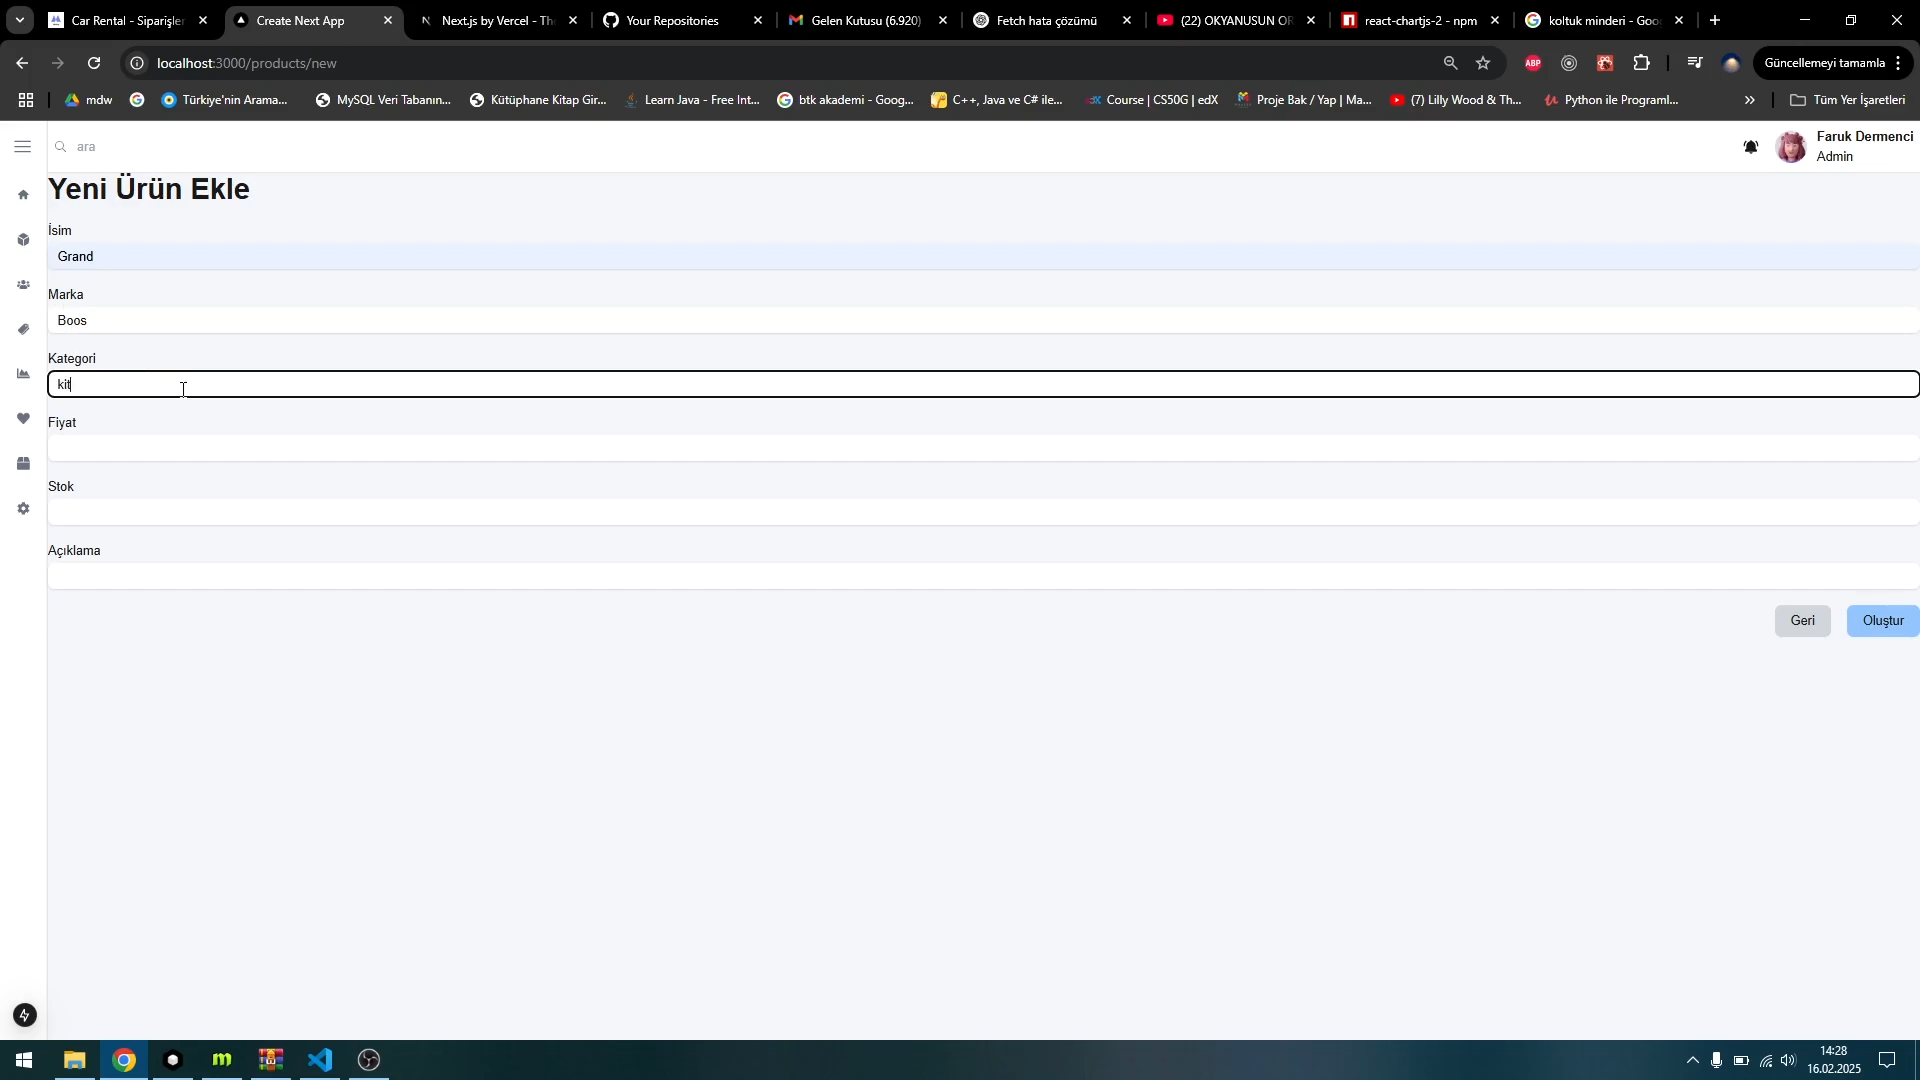 Car Rental - Siparişler
Create Next App
Next.js by Vercel - Th
Your Repositories
Gelen Kutusu (6.920)
Fetch hata çözümü
(22) OKYANUSUN OR
react-chartjs-2 - npm
koltuk minderi - Goo
localhost:3000/products/new
ABP
Güncellemeyi tamamla
mdw
Türkiye'nin Arama...
MySQL Veri Tabanın...
Kütüphane Kitap Gir...
Learn Java - Free Int...
btk akademi - Goog...
C++, Java ve C# ile...
Course | CS50G | edX
Proje Bak / Yap | Ma...
(7) Lilly Wood & Th...
Python ile Programl...
Tüm Yer İşaretleri
ara
Faruk Dermenci
Admin
Yeni Ürün Ekle
İsim
Grand
Marka
Boos
Kategori
kit
Fiyat
Stok
Açıklama
Geri
Oluştur
14:28
16.02.2025